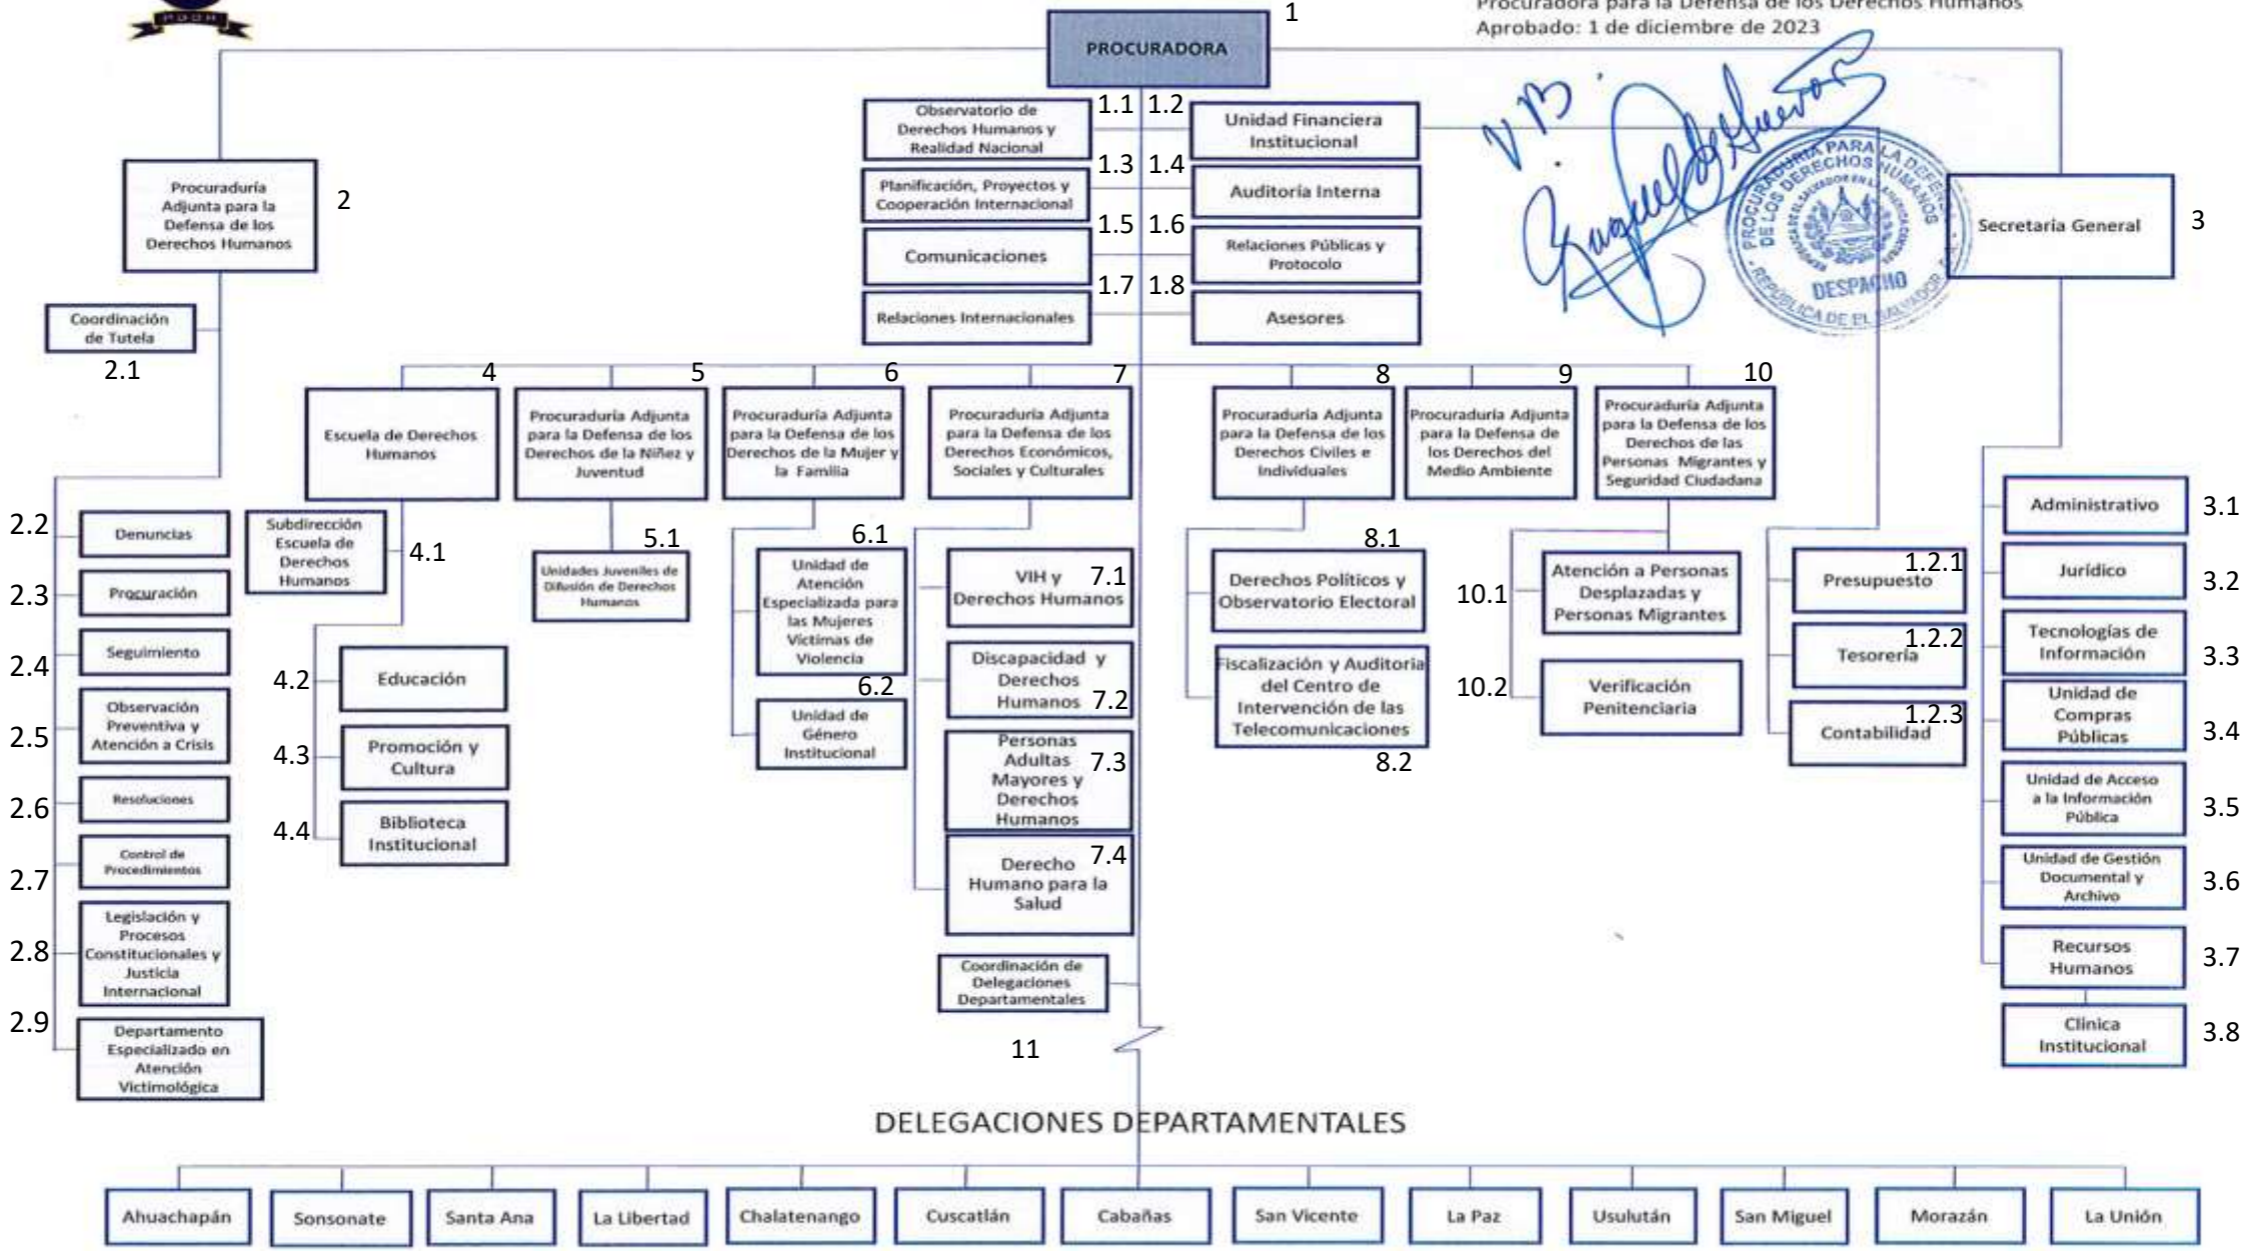 PDDH
Procuradora para la Defensa de los Derechos Humanos
Aprobado: 1 de diciembre de 2023
1
PROCURADORA
1.1
1.2
Observatorio de
Derechos Humanos y
Realidad Nacional
Unidad Financiera
Institucional
1.3
1.4
Planificación, Proyectos y
Cooperación Internacional
Auditoria Interna
1.5
1.6
Comunicaciones
Relaciones Públicas y
Protocolo
1.7
1.8
Relaciones Internacionales
Asesores
PROCURADURIA PARA LA DEFENSA
DE LOS DERECHOS HUMANOS
DESPACHO
REPÚBLICA DE EL SALVADOR
Procuraduría
Adjunta para la
Defensa de los
Derechos Humanos
2
Secretaria General
3
Coordinación
de Tutela
2.1
4
5
6
7
8
9
10
Escuela de Derechos
Humanos
Procuraduría Adjunta
para la Defensa de los
Derechos de la Niñez y
Juventud
Procuraduría Adjunta
para la Defensa de los
Derechos de la Mujer y
la Familia
Procuraduría Adjunta
para la Defensa de los
Derechos Económicos,
Sociales y Culturales
Procuraduría Adjunta
para la Defensa de los
Derechos Civiles e
Individuales
Procuraduría Adjunta
para la Defensa de
los Derechos del
Medio Ambiente
Procuraduría Adjunta
para la Defensa de los
Derechos de las
Personas Migrantes y
Seguridad Ciudadana
2.2
Denuncias
2.3
Procuración
2.4
Seguimiento
2.5
Observación
Preventiva y
Atención a Crisis
2.6
Resoluciones
2.7
Control de
Procedimientos
2.8
Legislación y
Procesos
Constitucionales y
Justicia
Internacional
2.9
Departamento
Especializado en
Atención
Victimológica
Subdirección
Escuela de
Derechos
Humanos
4.1
4.2
Educación
4.3
Promoción y
Cultura
4.4
Biblioteca
Institucional
5.1
Unidades Juveniles de
Difusión de Derechos
Humanos
6.1
Unidad de
Atención
Especializada para
las Mujeres
Víctimas de
Violencia
6.2
Unidad de
Género
Institucional
VIH y
Derechos Humanos
7.1
Discapacidad y
Derechos
Humanos
7.2
Personas
Adultas
Mayores y
Derechos
Humanos
7.3
Derecho
Humano para la
Salud
7.4
8.1
Derechos Políticos y
Observatorio Electoral
Fiscalización y Auditoria
del Centro de
Intervención de las
Telecomunicaciones
8.2
10.1
Atención a Personas
Desplazadas y
Personas Migrantes
10.2
Verificación
Penitenciaria
1.2.1
Presupuesto
1.2.2
Tesorería
1.2.3
Contabilidad
Administrativo
3.1
Jurídico
3.2
Tecnologías de
Información
3.3
Unidad de
Compras
Públicas
3.4
Unidad de Acceso
a la Información
Pública
3.5
Unidad de Gestión
Documental y
Archivo
3.6
Recursos
Humanos
3.7
Clínica
Institucional
3.8
Coordinación de
Delegaciones
Departamentales
11
DELEGACIONES DEPARTAMENTALES
Ahuachapán
Sonsonate
Santa Ana
La Libertad
Chalatenango
Cuscatlán
Cabañas
San Vicente
La Paz
Usulután
San Miguel
Morazán
La Unión